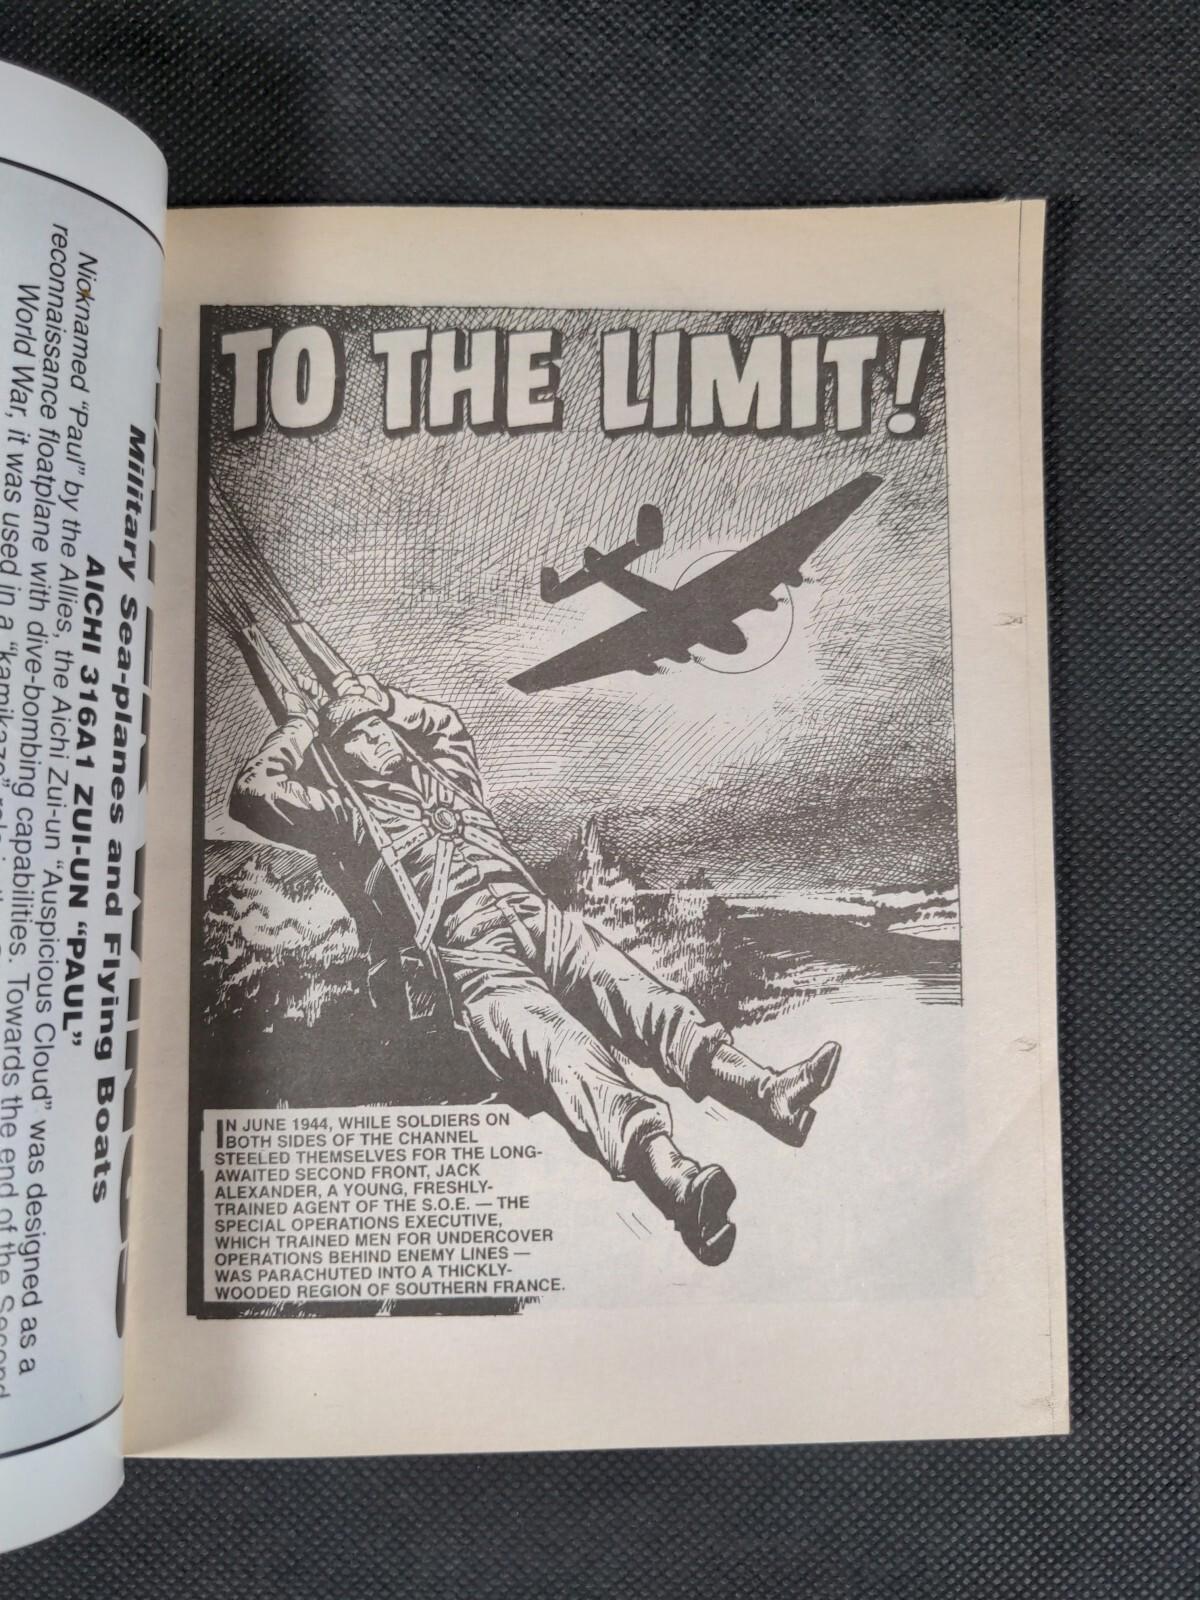 Military Sea-planes and Flying Boats
AICHI 316A1 ZUI-UN "PAUL"
Nicknamed "Paul" by the Allies, the Aichi Zui-un "Auspicious Cloud" was designed as a
reconnaissance floatplane with dive-bombing capabilities. Towards the end of the Second
World War, it was used in a "kamikaze"
TO THE LIMIT!
IN JUNE 1944, WHILE SOLDIERS ON
BOTH SIDES OF THE CHANNEL
STEELED THEMSELVES FOR THE LONG-
AWAITED SECOND FRONT, JACK
ALEXANDER, A YOUNG, FRESHLY-
TRAINED AGENT OF THE S.O.E. — THE
SPECIAL OPERATIONS EXECUTIVE,
WHICH TRAINED MEN FOR UNDERCOVER
OPERATIONS BEHIND ENEMY LINES —
WAS PARACHUTED INTO A THICKLY-
WOODED REGION OF SOUTHERN FRANCE.